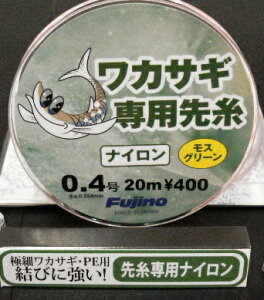 ワカサギ
専用先糸
ナイロン
モス
グリーン
0.4号 20m ¥400
dia.0.104mm
Fujino
MADE IN JAPAN
極細ワカサギ・PE用
結びに強い!
先糸専用ナイロン